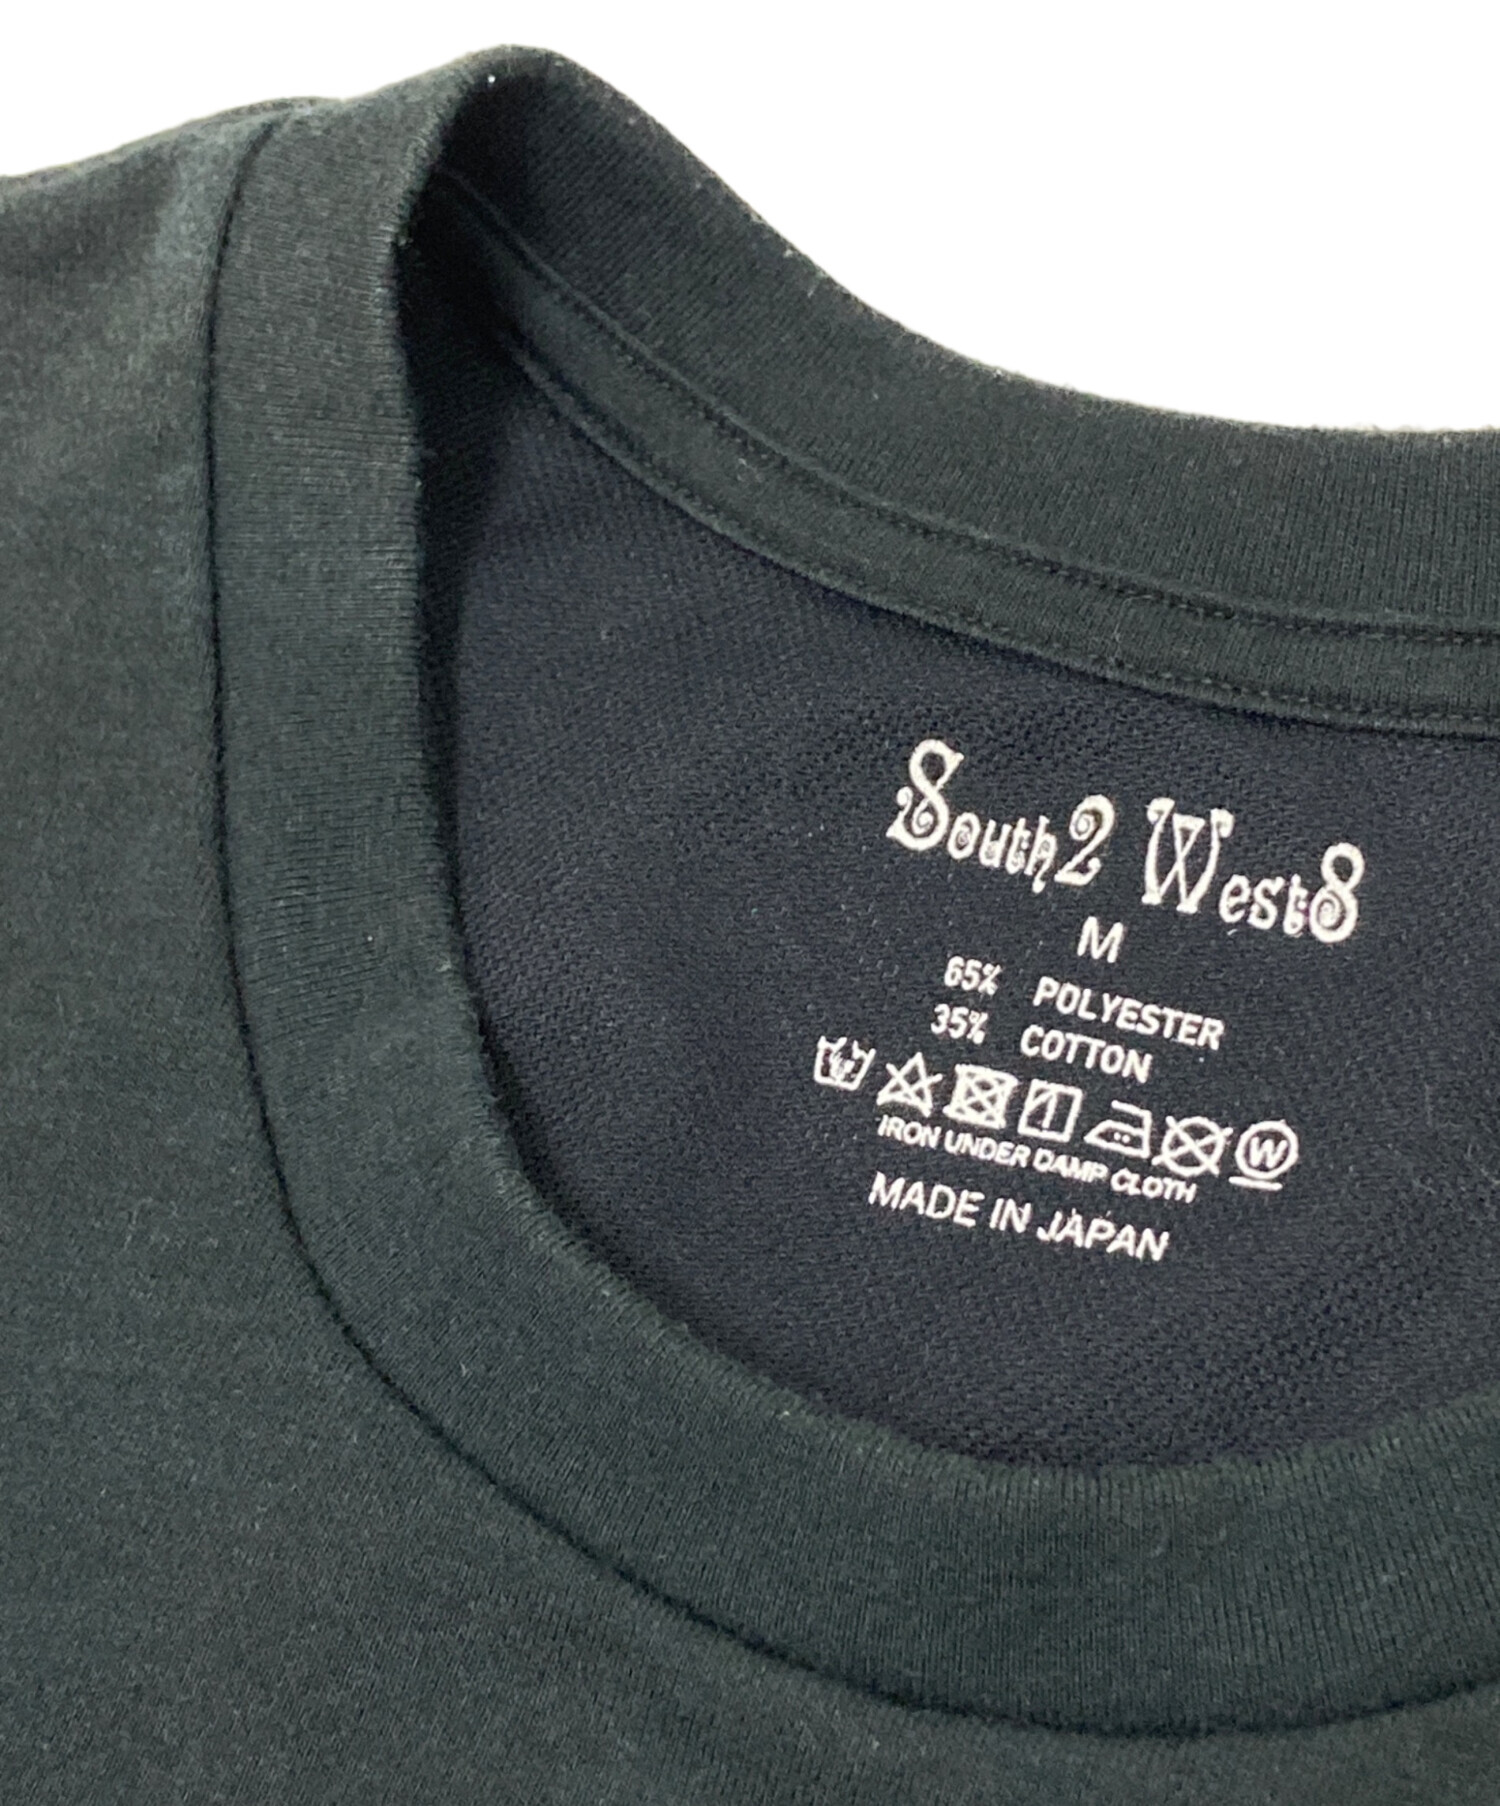 South2 West8
M
65% POLYESTER
35% COTTON
W
IRON UNDER DAMP CLOTH
MADE IN JAPAN